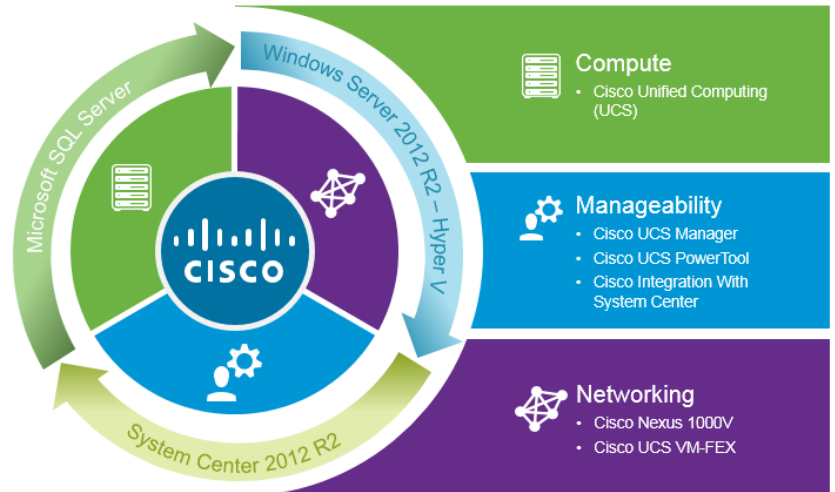 Microsoft SQL Server
Windows Server 2012 R2 – Hyper V
System Center 2012 R2
CISCO
Compute
• Cisco Unified Computing
(UCS)
Manageability
• Cisco UCS Manager
• Cisco UCS PowerTool
• Cisco Integration With
System Center
Networking
• Cisco Nexus 1000V
• Cisco UCS VM-FEX